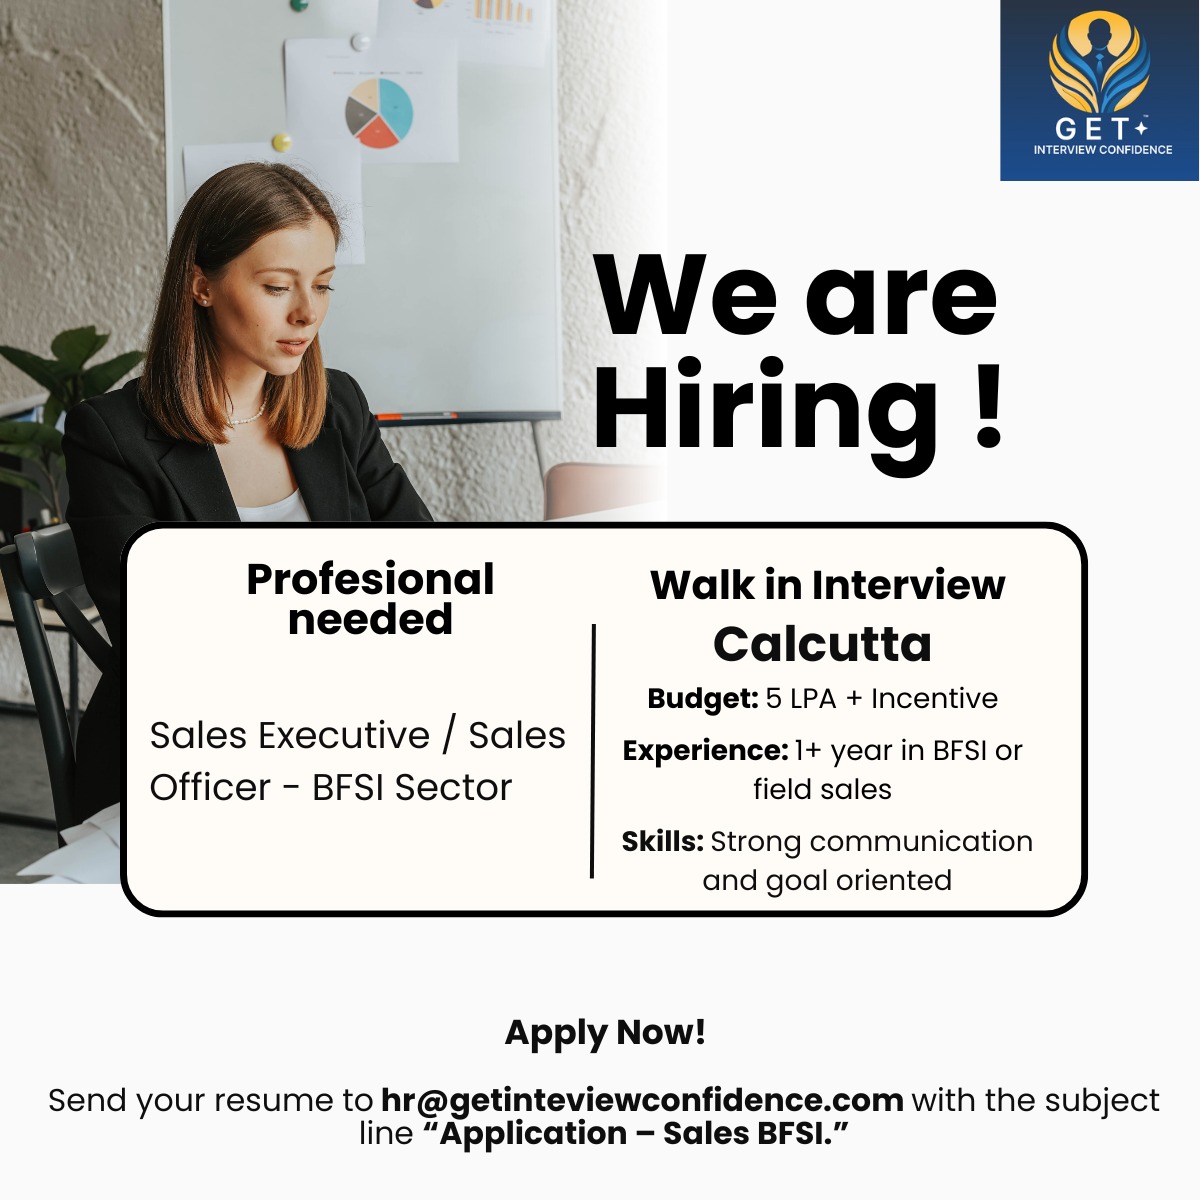 GET
™
INTERVIEW CONFIDENCE
We are
Hiring !
Profesional
needed
Sales Executive / Sales
Officer - BFSI Sector
Walk in Interview
Calcutta
Budget: 5 LPA + Incentive
Experience: 1+ year in BFSI or
field sales
Skills: Strong communication
and goal oriented
Apply Now!
Send your resume to hr@getinteviewconfidence.com with the subject
line “Application – Sales BFSI.”